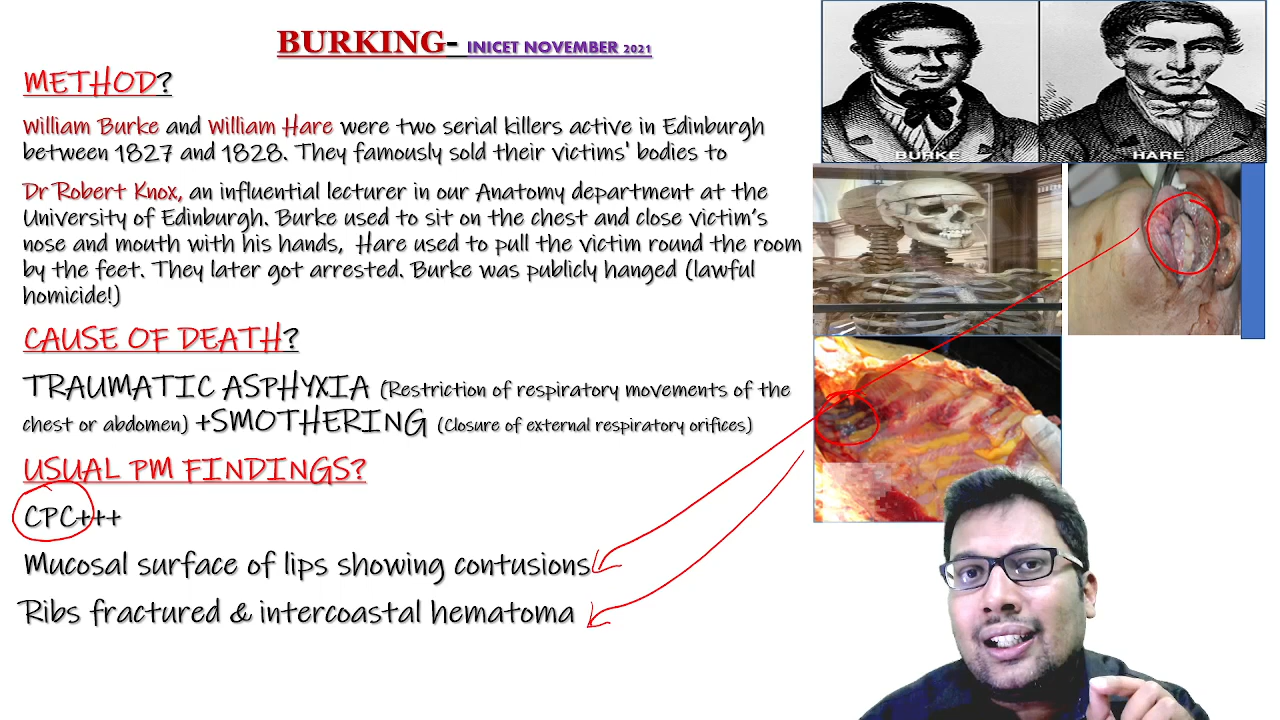 BURKING- INICET NOVEMBER 2021
METHOD?
William Burke and William Hare were two serial killers active in Edinburgh
between 1827 and 1828. They famously sold their victims' bodies to
Dr Robert Knox, an influential lecturer in our Anatomy department at the
University of Edinburgh. Burke used to sit on the chest and close victim's
nose and mouth with his hands, Hare used to pull the victim round the room
by the feet. They later got arrested. Burke was publicly hanged (lawful
homicide!)
CAUSE OF DEATH?
TRAUMATIC ASPHYXIA (Restriction of respiratory movements of the
chest or abdomen) +SMOTHERING (Closure of external respiratory orifices)
USUAL PM FINDINGS?
CPC+++
Mucosal surface of lips showing contusions
Ribs fractured & intercoastal hematoma
BURKE
HARE